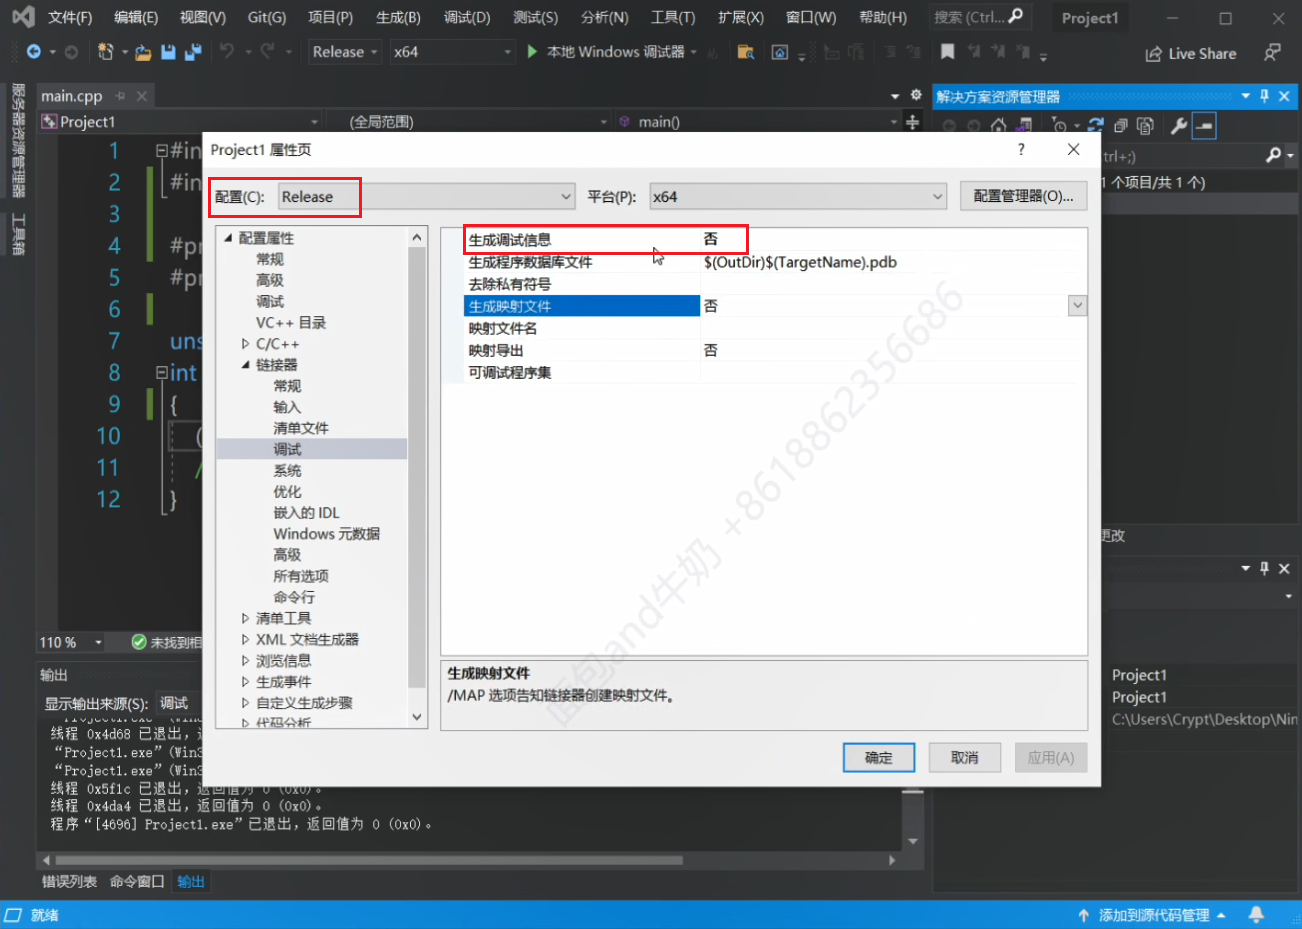 文件(F) 编辑(E) 视图(V) Git(G) 项目(P) 生成(B) 调试(D) 测试(S) 分析(N) 工具(T) 扩展(X) 窗口(W) 帮助(H) 搜索 (Ctrl... Project1
Release x64 本地 Windows 调试器 Live Share
服务器资源管理器
工具箱
main.cpp
解决方案资源管理器
Project1 (全局范围) main()
trl+;)
1 个项目/共 1 个)
1 #in
2 #in
3
4 #pr
5 #pr
6
7 uns
8 int
9 {
10 (
11 /
12 }
Project1 属性页 ?
配置(C): Release 平台(P): x64 配置管理器(O)...
配置属性
常规
高级
调试
VC++ 目录
C/C++
链接器
常规
输入
清单文件
调试
系统
优化
嵌入的 IDL
Windows 元数据
高级
所有选项
命令行
清单工具
XML 文档生成器
浏览信息
生成事件
自定义生成步骤
代码分析
生成调试信息 否
生成程序数据库文件 $(OutDir)$(TargetName).pdb
去除私有符号
生成映射文件 否
映射文件名
映射导出 否
可调试程序集
面包and牛奶 +8618862356686
生成映射文件
/MAP 选项告知链接器创建映射文件。
确定 取消 应用(A)
更改
Project1
Project1
C:\Users\Crypt\Desktop\Nin
110 % 未找到相
输出
显示输出来源(S): 调试
“Project1.exe” (Win3
线程 0x4d68 已退出，返
“Project1.exe” (Win3
“Project1.exe” (Win3
线程 0x5f1c 已退出，返回值为 0 (0x0)。
线程 0x4da4 已退出，返回值为 0 (0x0)。
程序“[4696] Project1.exe”已退出，返回值为 0 (0x0)。
错误列表 命令窗口 输出
就绪 添加到源代码管理